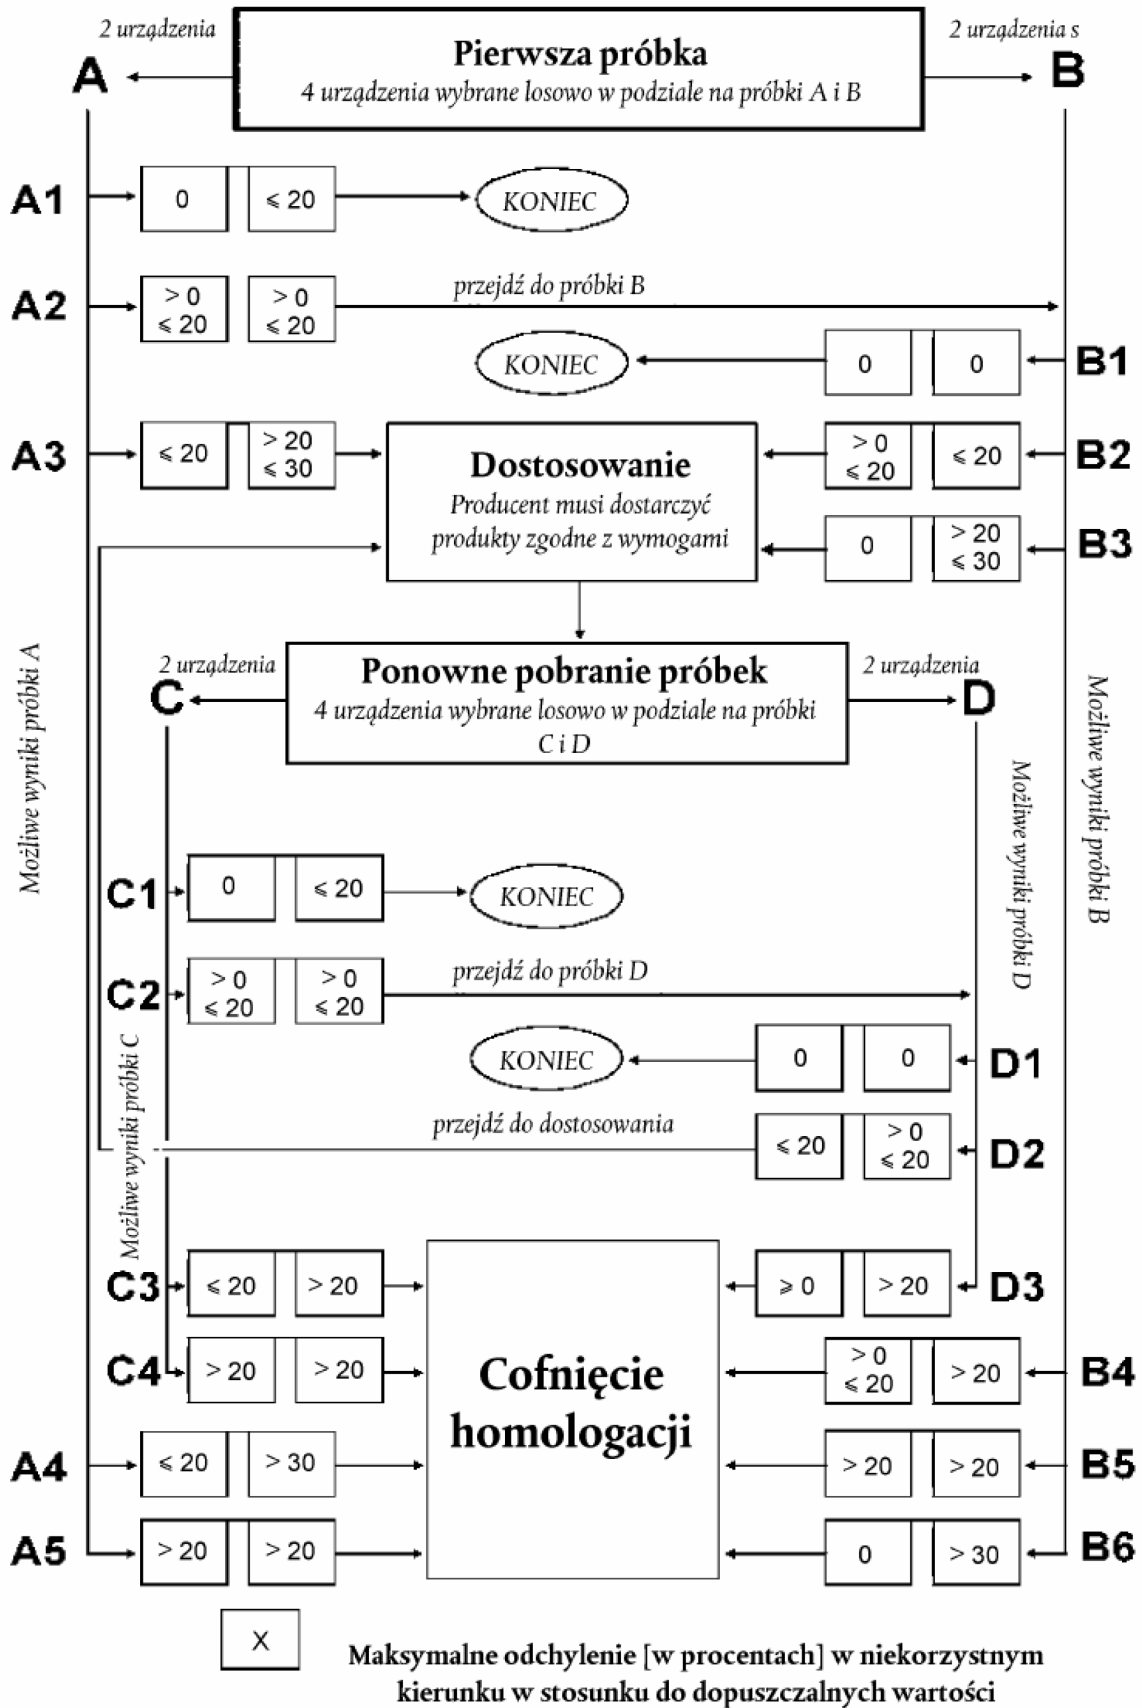 2 urządzenia
Pierwsza próbka
2 urządzenia s
A
4 urządzenia wybrane losowo w podziale na próbki A i B
B
A1
0
⩽ 20
KONIEC
A2
> 0
⩽ 20
> 0
⩽ 20
przejdź do próbki B
KONIEC
0
0
B1
A3
⩽ 20
> 20
⩽ 30
Dostosowanie
Producent musi dostarczyć
produkty zgodne z wymogami
> 0
⩽ 20
⩽ 20
B2
0
> 20
⩽ 30
B3
Możliwe wyniki próbki A
2 urządzenia
C
Ponowne pobranie próbek
4 urządzenia wybrane losowo w podziale na próbki
C i D
2 urządzenia
D
Możliwe wyniki próbki B
Możliwe wyniki próbki D
C1
0
⩽ 20
KONIEC
C2
> 0
⩽ 20
> 0
⩽ 20
przejdź do próbki D
Możliwe wyniki próbki C
KONIEC
0
0
D1
przejdź do dostosowania
⩽ 20
> 0
⩽ 20
D2
C3
⩽ 20
> 20
Cofnięcie
homologacji
⩾ 0
> 20
D3
C4
> 20
> 20
> 0
⩽ 20
> 20
B4
A4
⩽ 20
> 30
> 20
> 20
B5
A5
> 20
> 20
0
> 30
B6
X
Maksymalne odchylenie [w procentach] w niekorzystnym
kierunku w stosunku do dopuszczalnych wartości